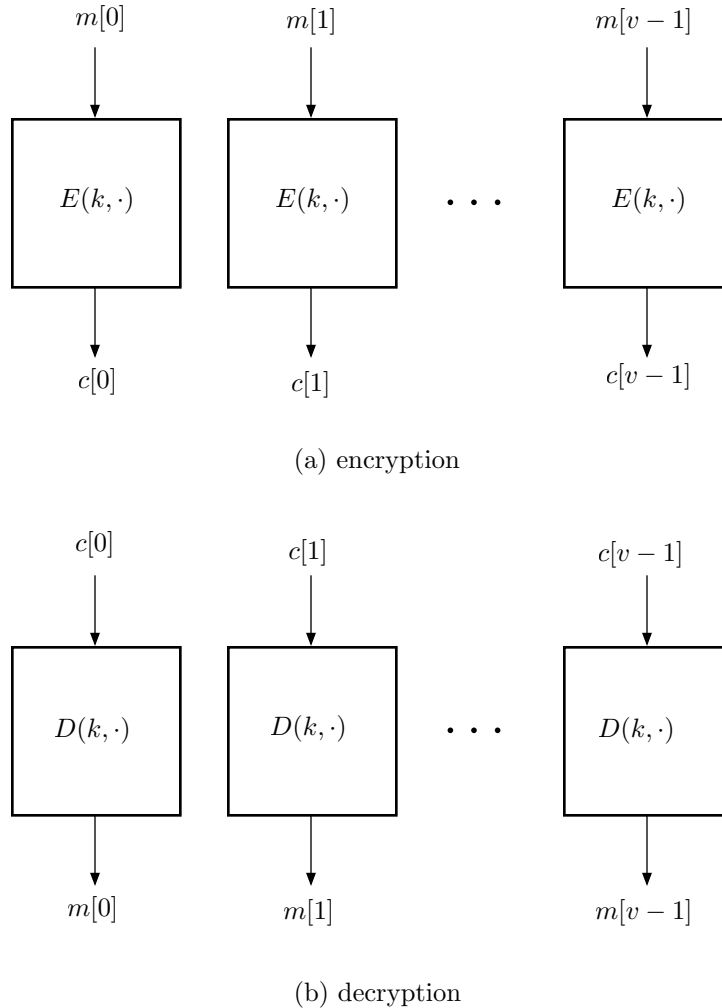 m[0] m[1] m[v − 1]
E(k, ·) E(k, ·) · · · E(k, ·)
c[0] c[1] c[v − 1]
(a) encryption
c[0] c[1] c[v − 1]
D(k, ·) D(k, ·) · · · D(k, ·)
m[0] m[1] m[v − 1]
(b) decryption